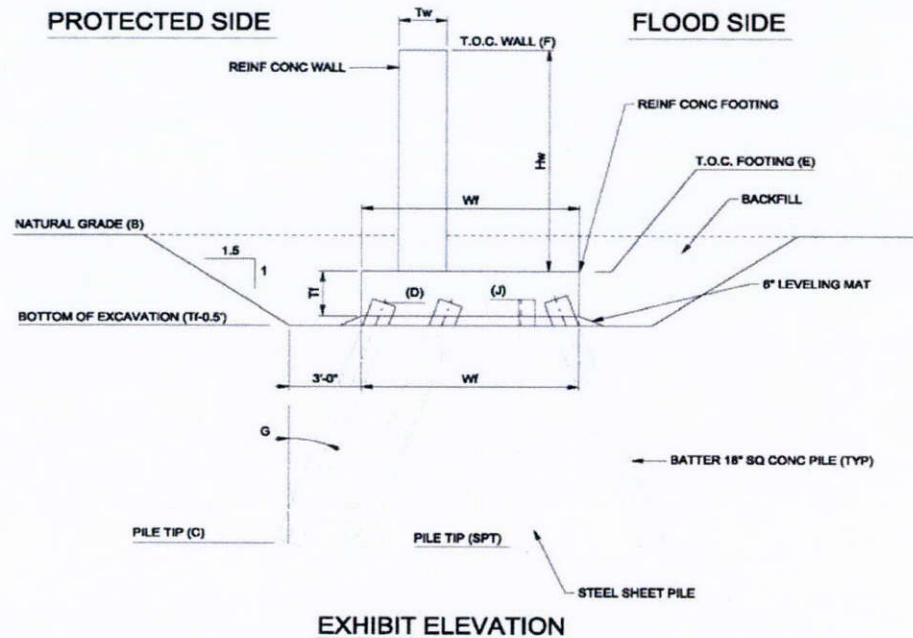 PROTECTED SIDE
Tw
FLOOD SIDE
T.O.C. WALL (F)
REINF CONC WALL
REINF CONC FOOTING
Hw
T.O.C. FOOTING (E)
Wf
BACKFILL
NATURAL GRADE (B)
1.5
1
Tf
(D)
(J)
6" LEVELING MAT
BOTTOM OF EXCAVATION (Tf-0.5')
3'-0"
Wf
G
BATTER 18" SQ CONC PILE (TYP)
PILE TIP (C)
PILE TIP (SPT)
STEEL SHEET PILE
EXHIBIT ELEVATION